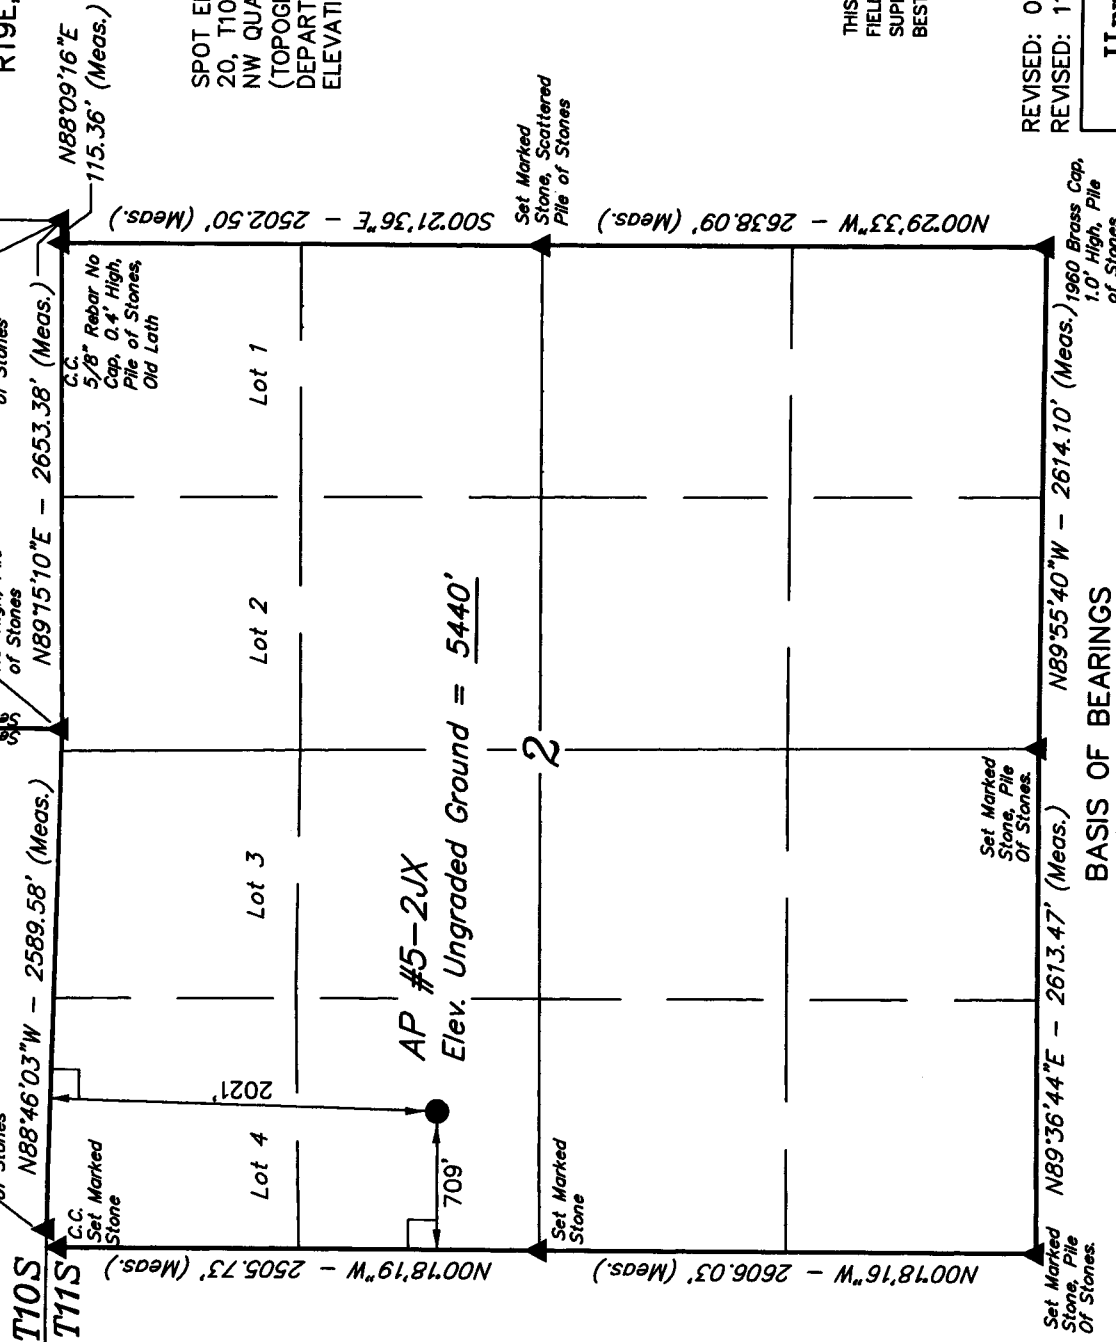 R19E,
T10S
T11S
N88°46'03"W - 2589.58' (Meas.)
of Stones
N89°15'10"E - 2653.38' (Meas.)
N88°09'16"E
115.36' (Meas.)
C.C.
Set Marked
Stone
C.C.
5/8" Rebar No
Cap, 0.4' High,
Pile of Stones,
Old Lath
Lot 4
Lot 3
Lot 2
Lot 1
2021'
709'
AP #5-2JX
Elev. Ungraded Ground = 5440'
N00°18'19"W - 2505.73' (Meas.)
S00°21'36"E - 2502.50' (Meas.)
Set Marked
Stone
2
Set Marked
Stone, Scattered
Pile of Stones
N00°18'16"W - 2606.03' (Meas.)
N00°29'33"W - 2638.09' (Meas.)
Set Marked
Stone, Pile
Of Stones.
Set Marked
Stone, Pile
Of Stones.
N89°36'44"E - 2613.47' (Meas.)
N89°55'40"W - 2614.10' (Meas.)
1960 Brass Cap,
1.0' High, Pile
of Stones
BASIS OF BEARINGS
SPOT EL
20, T10
NW QUA
(TOPOG
DEPART
ELEVATI
THIS
FIEL
SUP
BEST
REVISED: 0
REVISED: 1